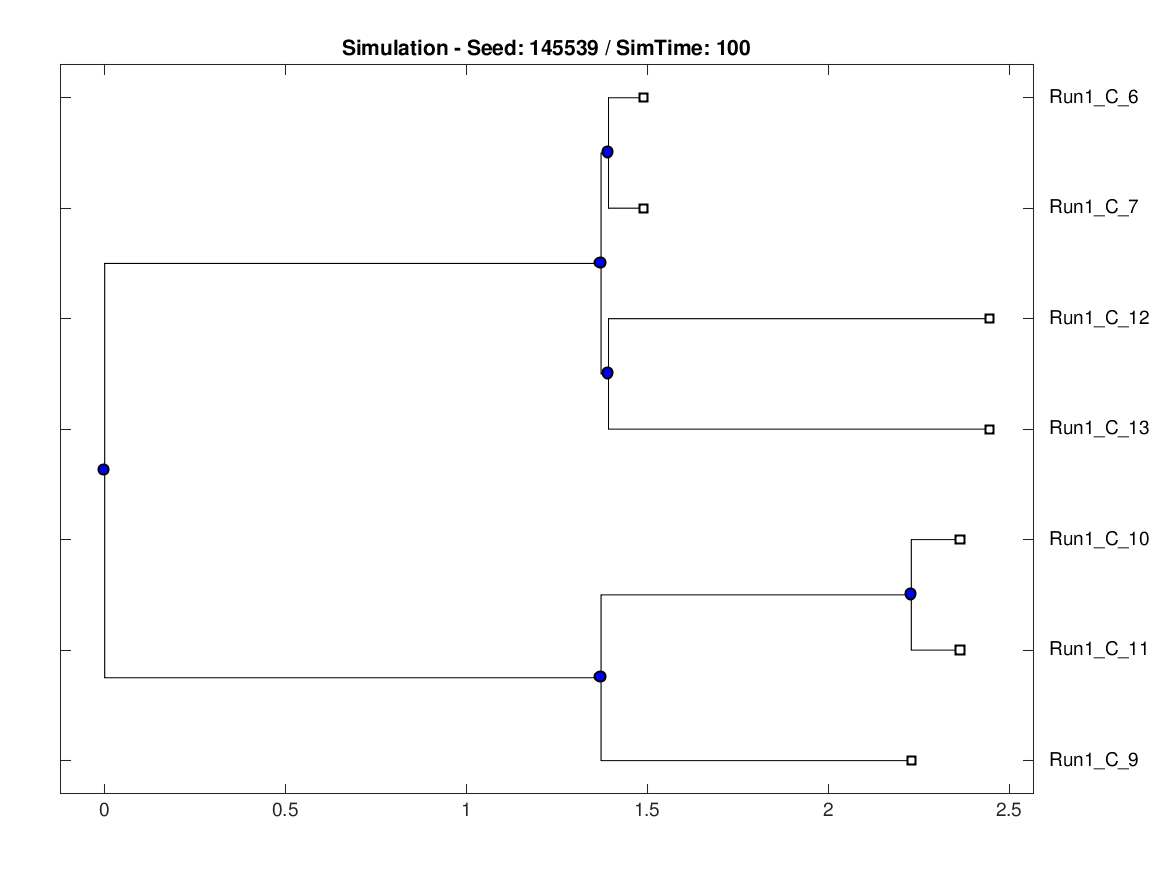 Simulation - Seed: 145539 / SimTime: 100
Run1_C_6
Run1_C_7
Run1_C_12
Run1_C_13
Run1_C_10
Run1_C_11
Run1_C_9
0 0.5 1 1.5 2 2.5